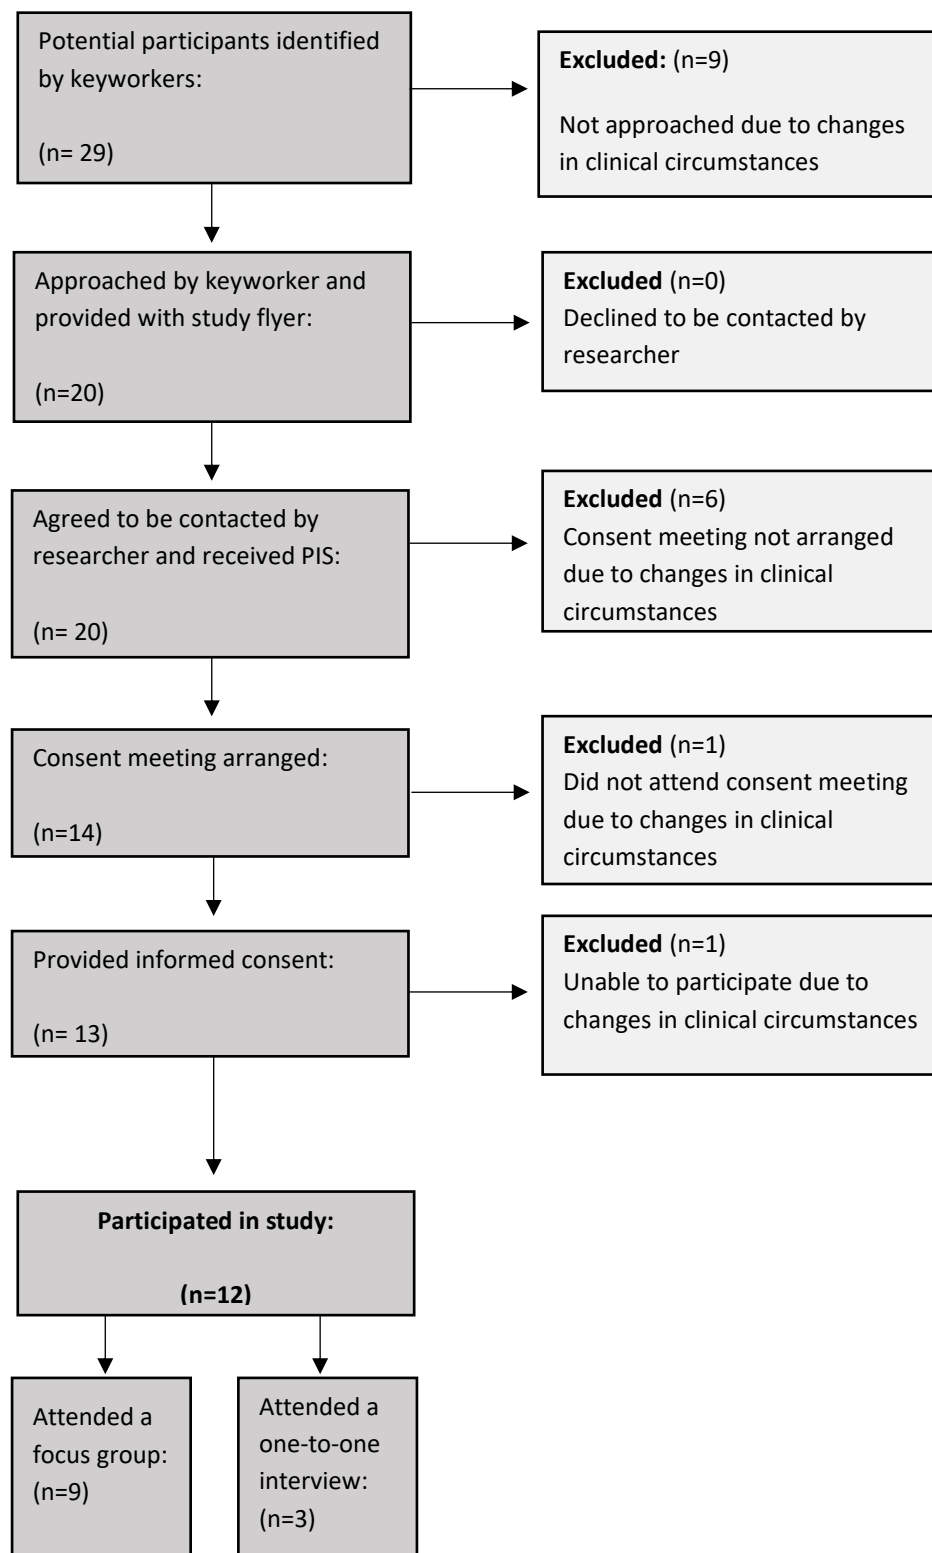 Potential participants identified
by keyworkers:
(n= 29)
Excluded: (n=9)
Not approached due to changes
in clinical circumstances
Approached by keyworker and
provided with study flyer:
(n=20)
Excluded (n=0)
Declined to be contacted by
researcher
Agreed to be contacted by
researcher and received PIS:
(n= 20)
Excluded (n=6)
Consent meeting not arranged
due to changes in clinical
circumstances
Consent meeting arranged:
(n=14)
Excluded (n=1)
Did not attend consent meeting
due to changes in clinical
circumstances
Provided informed consent:
(n= 13)
Excluded (n=1)
Unable to participate due to
changes in clinical circumstances
Participated in study:
(n=12)
Attended a
focus group:
(n=9)
Attended a
one-to-one
interview:
(n=3)